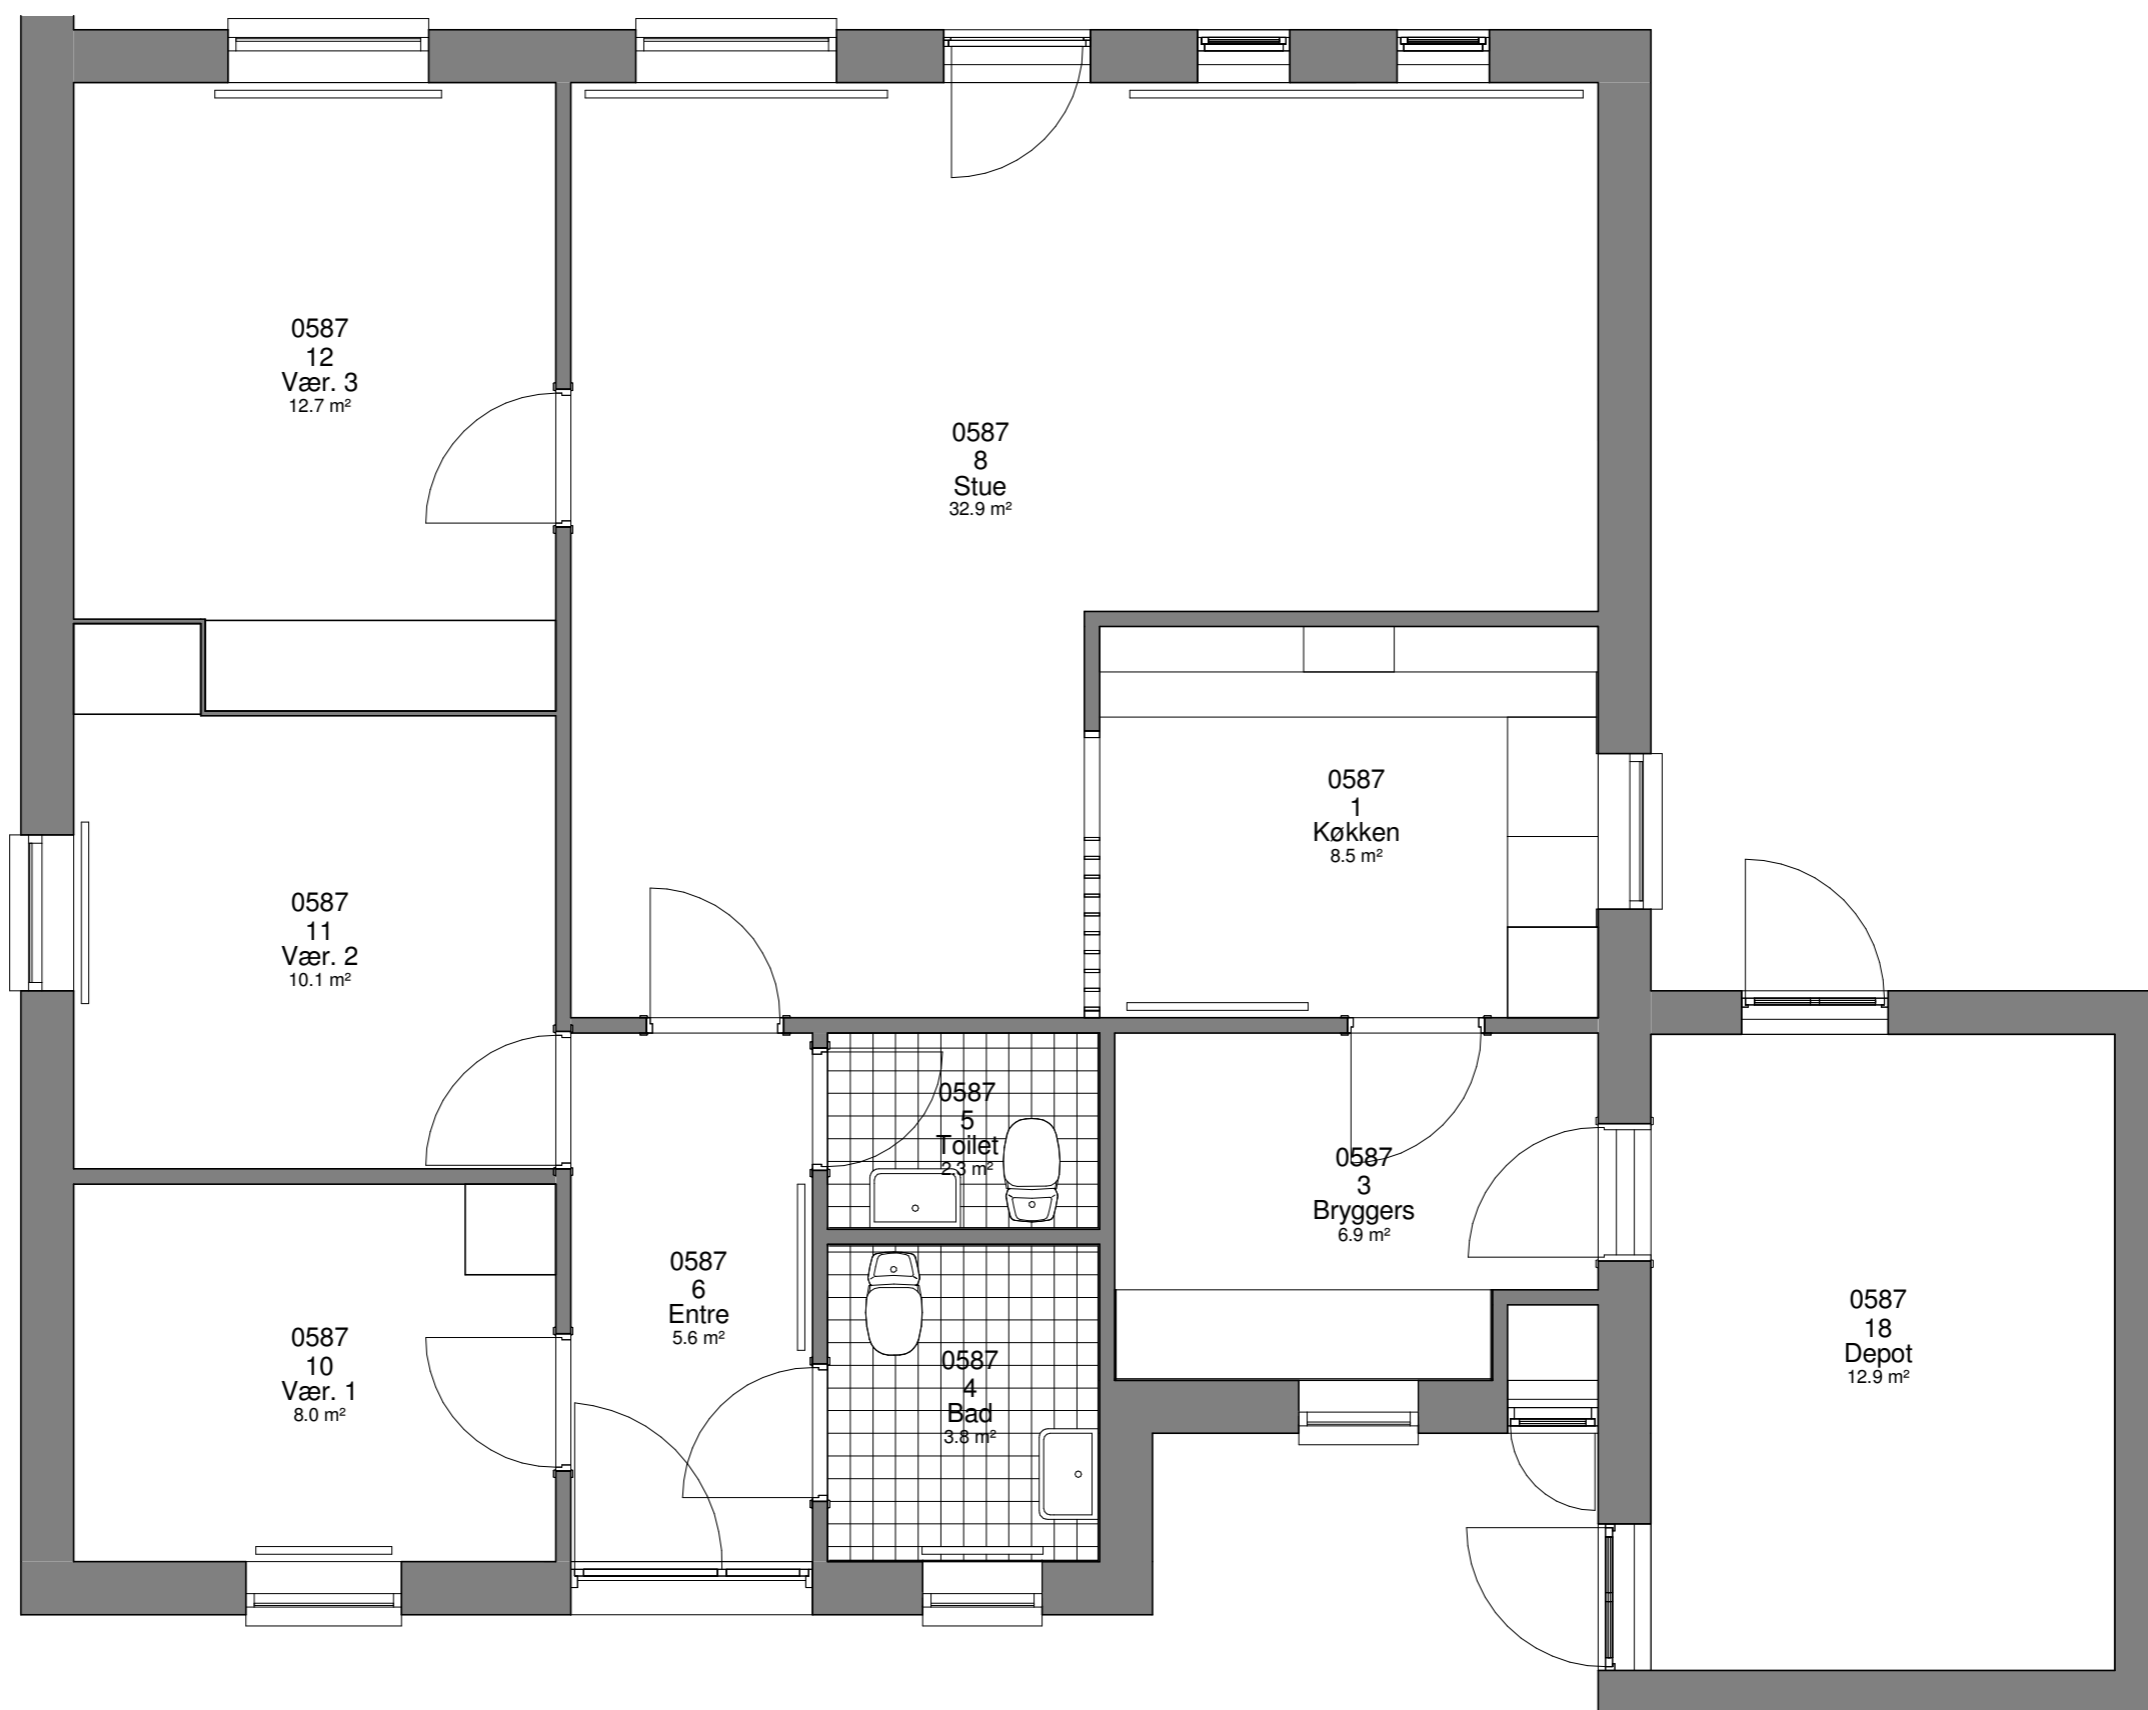 0587
12
Vær. 3
12.7 m²
0587
8
Stue
32.9 m²
0587
1
Køkken
8.5 m²
0587
11
Vær. 2
10.1 m²
0587
5
Toilet
2.3 m²
0587
3
Bryggers
6.9 m²
0587
6
Entre
5.6 m²
0587
18
Depot
12.9 m²
0587
10
Vær. 1
8.0 m²
0587
4
Bad
3.8 m²